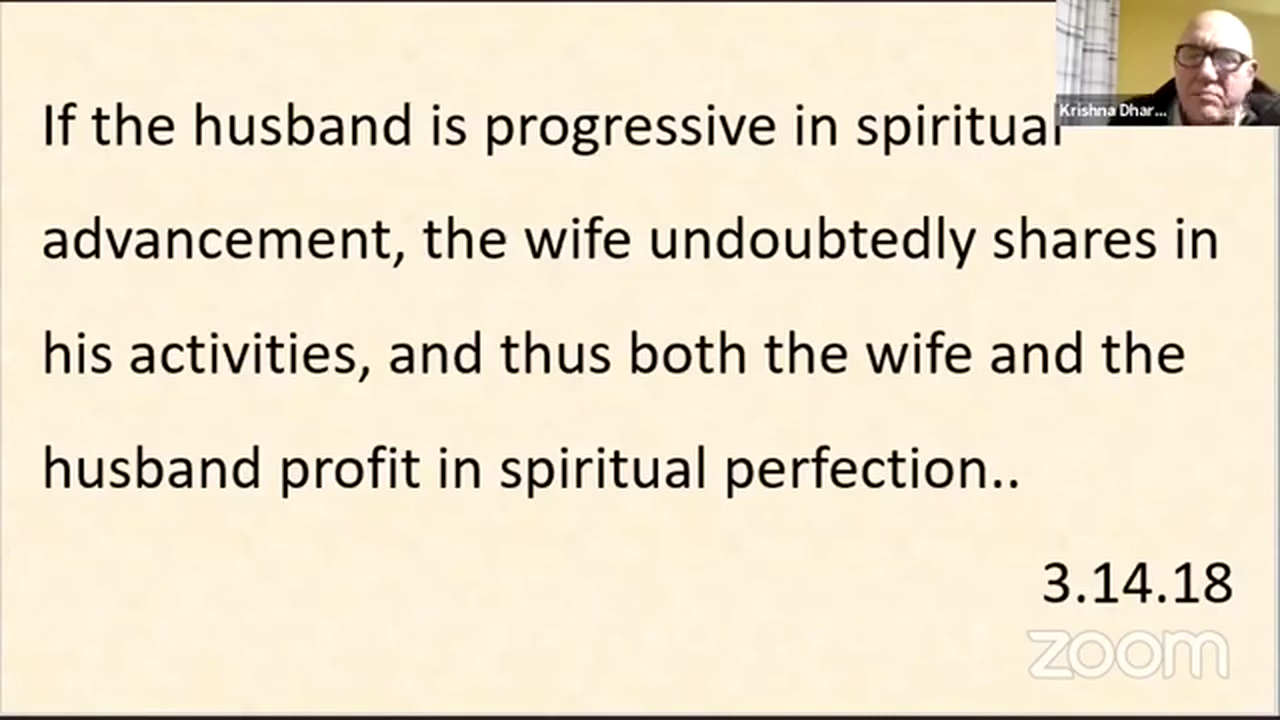 If the husband is progressive in spiritual
advancement, the wife undoubtedly shares in
his activities, and thus both the wife and the
husband profit in spiritual perfection..
3.14.18
Krishna Dhar...
zoom